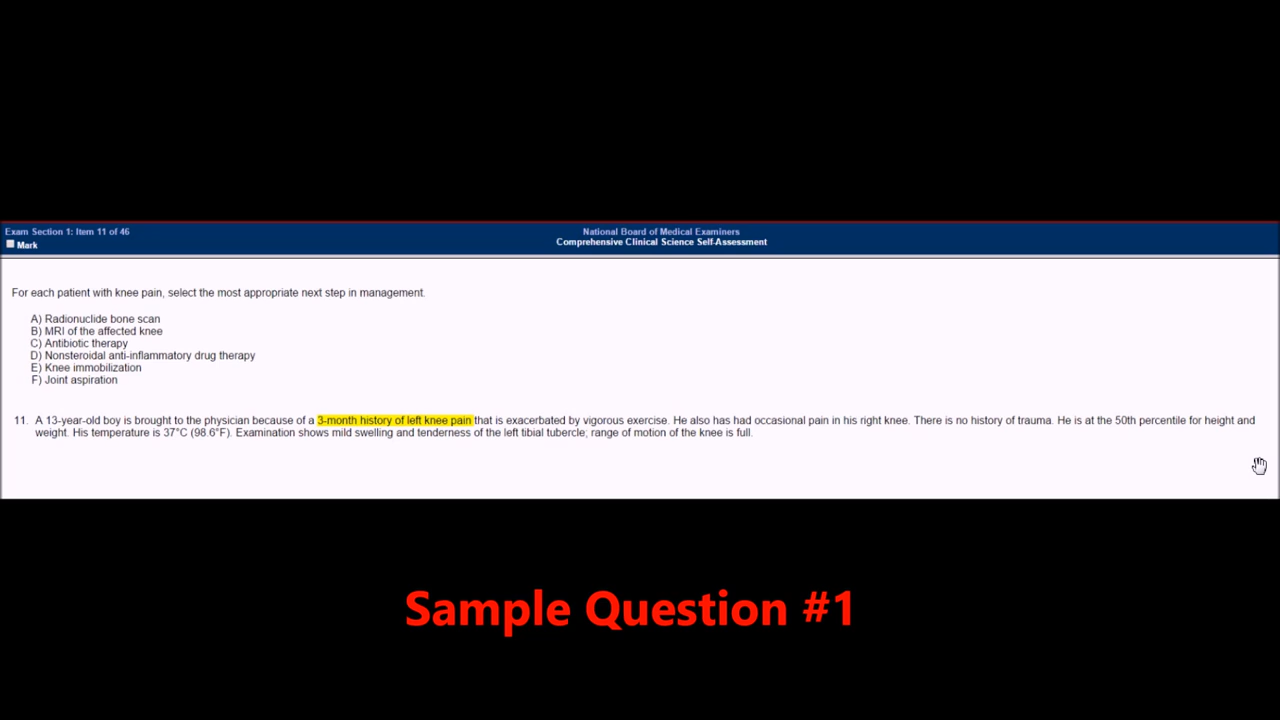 Exam Section 1: Item 11 of 46
National Board of Medical Examiners
Mark
Comprehensive Clinical Science Self-Assessment
For each patient with knee pain, select the most appropriate next step in management.
A) Radionuclide bone scan
B) MRI of the affected knee
C) Antibiotic therapy
D) Nonsteroidal anti-inflammatory drug therapy
E) Knee immobilization
F) Joint aspiration
11. A 13-year-old boy is brought to the physician because of a 3-month history of left knee pain that is exacerbated by vigorous exercise. He also has had occasional pain in his right knee. There is no history of trauma. He is at the 50th percentile for height and
weight. His temperature is 37°C (98.6°F). Examination shows mild swelling and tenderness of the left tibial tubercle; range of motion of the knee is full.
Sample Question #1